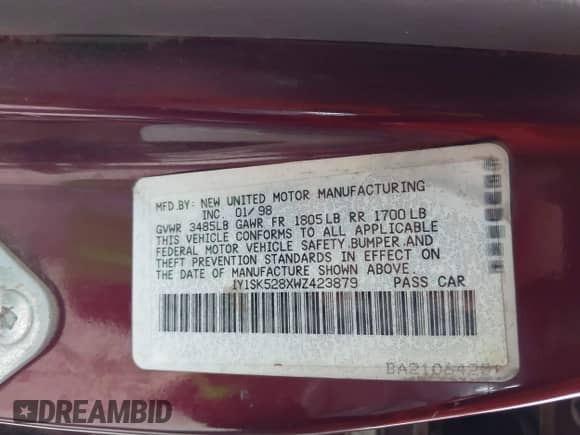 MFD.BY: NEW UNITED MOTOR MANUFACTURING
INC. 01/98
GVWR 3485LB GAWR FR 1805LB RR 1700LB
THIS VEHICLE CONFORMS TO ALL APPLICABLE
FEDERAL MOTOR VEHICLE SAFETY,BUMPER,AND
THEFT PREVENTION STANDARDS IN EFFECT ON
THE DATE OF MANUFACTURE SHOWN ABOVE.
1Y1SK528XWZ423879 PASS CAR
DREAMBID